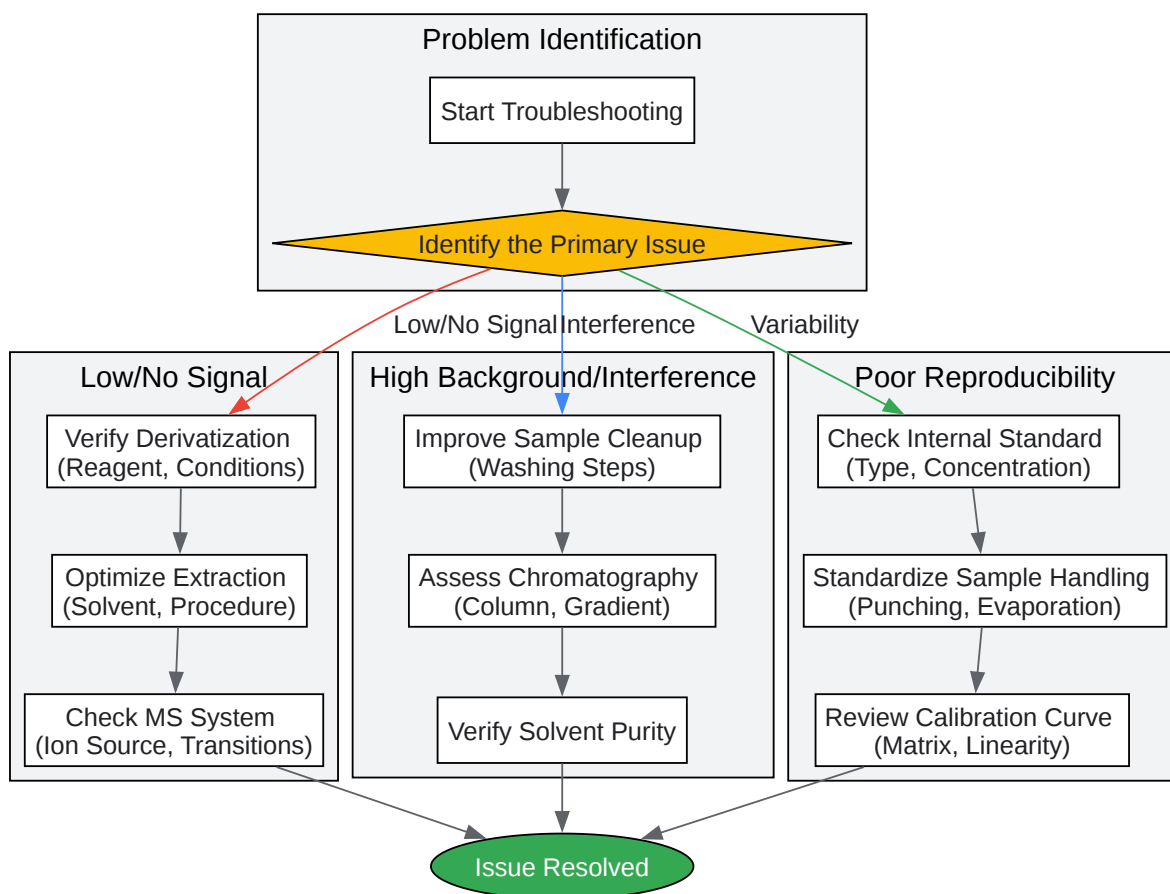 Problem Identification
Start Troubleshooting
Identify the Primary Issue
Low/No Signal
Interference
Variability
Low/No Signal
Verify Derivatization
(Reagent, Conditions)
Optimize Extraction
(Solvent, Procedure)
Check MS System
(Ion Source, Transitions)
High Background/Interference
Improve Sample Cleanup
(Washing Steps)
Assess Chromatography
(Column, Gradient)
Verify Solvent Purity
Poor Reproducibility
Check Internal Standard
(Type, Concentration)
Standardize Sample Handling
(Punching, Evaporation)
Review Calibration Curve
(Matrix, Linearity)
Issue Resolved